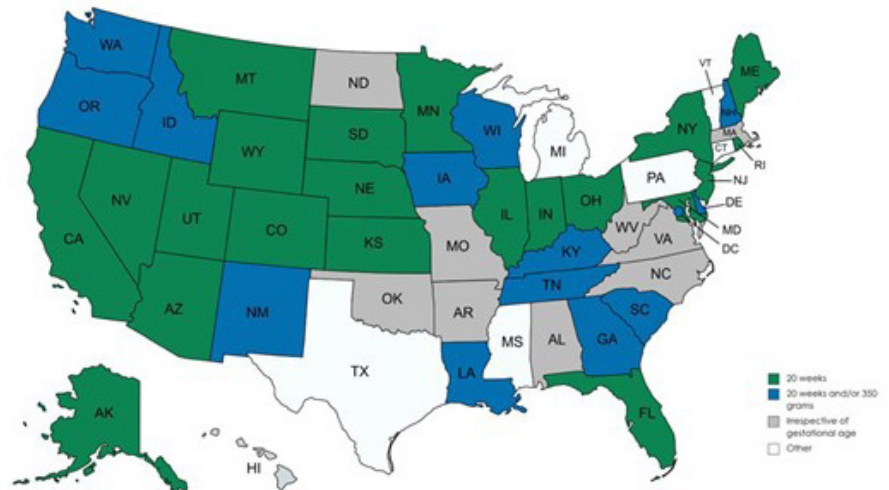 WA
MT
ND
MN
VT
ME
OR
ID
SD
WI
NH
WY
MI
NY
MA
CT
RI
NV
IA
NE
PA
NJ
UT
IL
IN
OH
DE
CA
CO
KS
MO
WV
VA
MD
DC
KY
AZ
NM
OK
AR
TN
NC
SC
TX
MS
AL
GA
LA
AK
FL
HI
20 weeks
20 weeks and/or 350
grams
Irrespective of
gestational age
Other